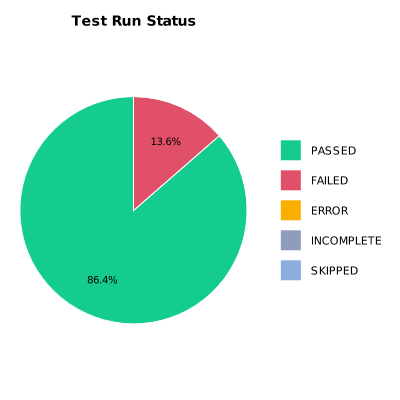 Test Run Status
13.6%
86.4%
PASSED
FAILED
ERROR
INCOMPLETE
SKIPPED